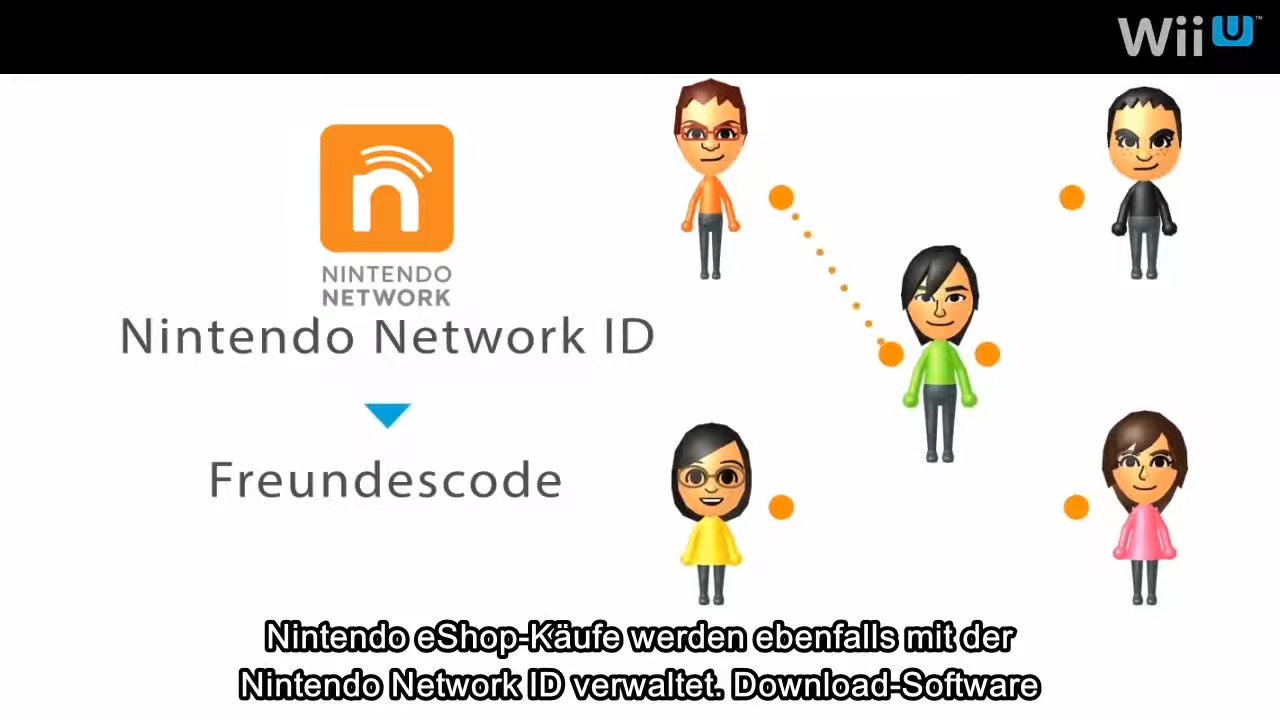 Wii U™
NINTENDO
NETWORK
Nintendo Network ID
Freundescode
Nintendo eShop-Käufe werden ebenfalls mit der
Nintendo Network ID verwaltet. Download-Software